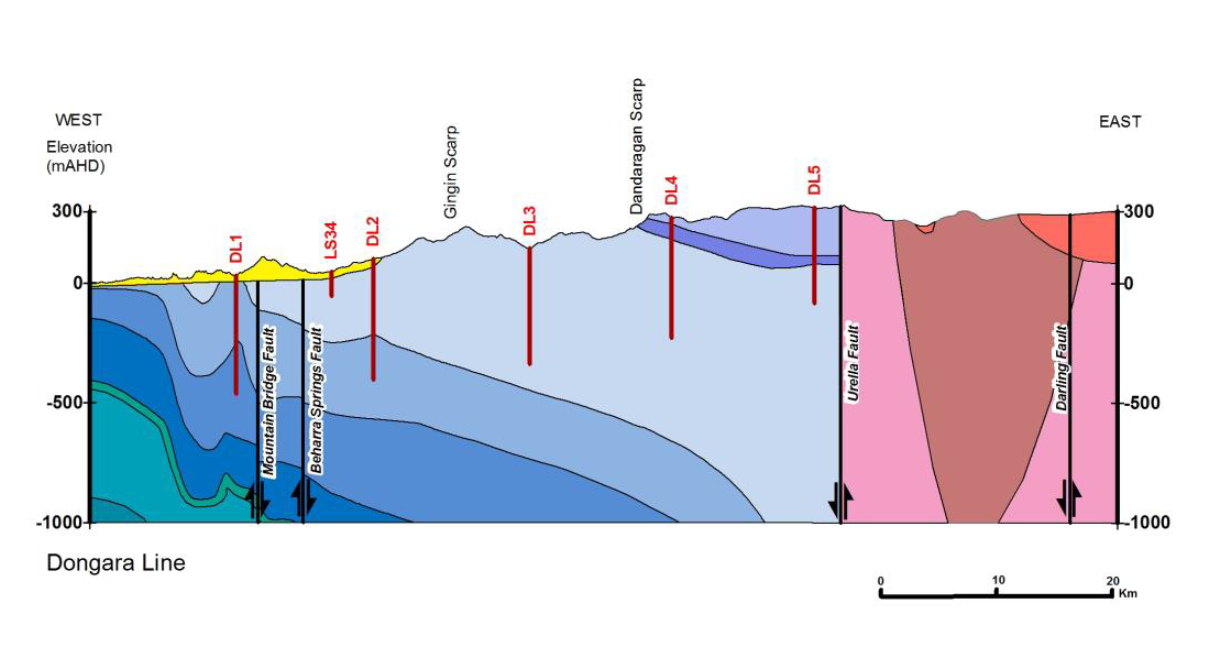 WEST
Elevation
(mAHD)
EAST
Gingin Scarp
Dandaragan Scarp
DL1
LS34
DL2
DL3
DL4
DL5
300
0
-500
-1000
300
0
-500
-1000
Mountain Bridge Fault
Beharra Springs Fault
Urella Fault
Darling Fault
Dongara Line
0 10 20
Km